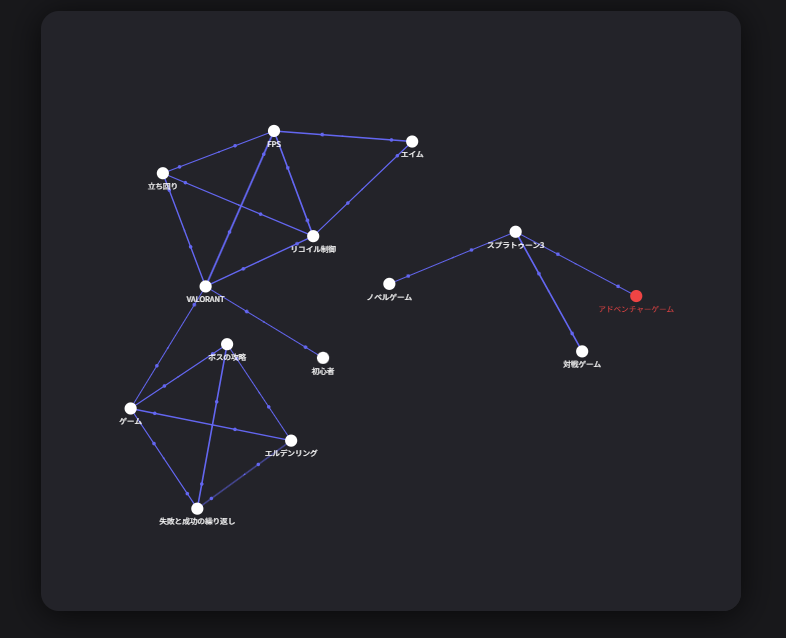 FPS
エイム
立ち回り
リコイル制御
スプラトゥーン3
VALORANT
ノベルゲーム
アドベンチャーゲーム
ボスの攻略
初心者
対戦ゲーム
ゲーム
エルデンリング
失敗と成功の繰り返し